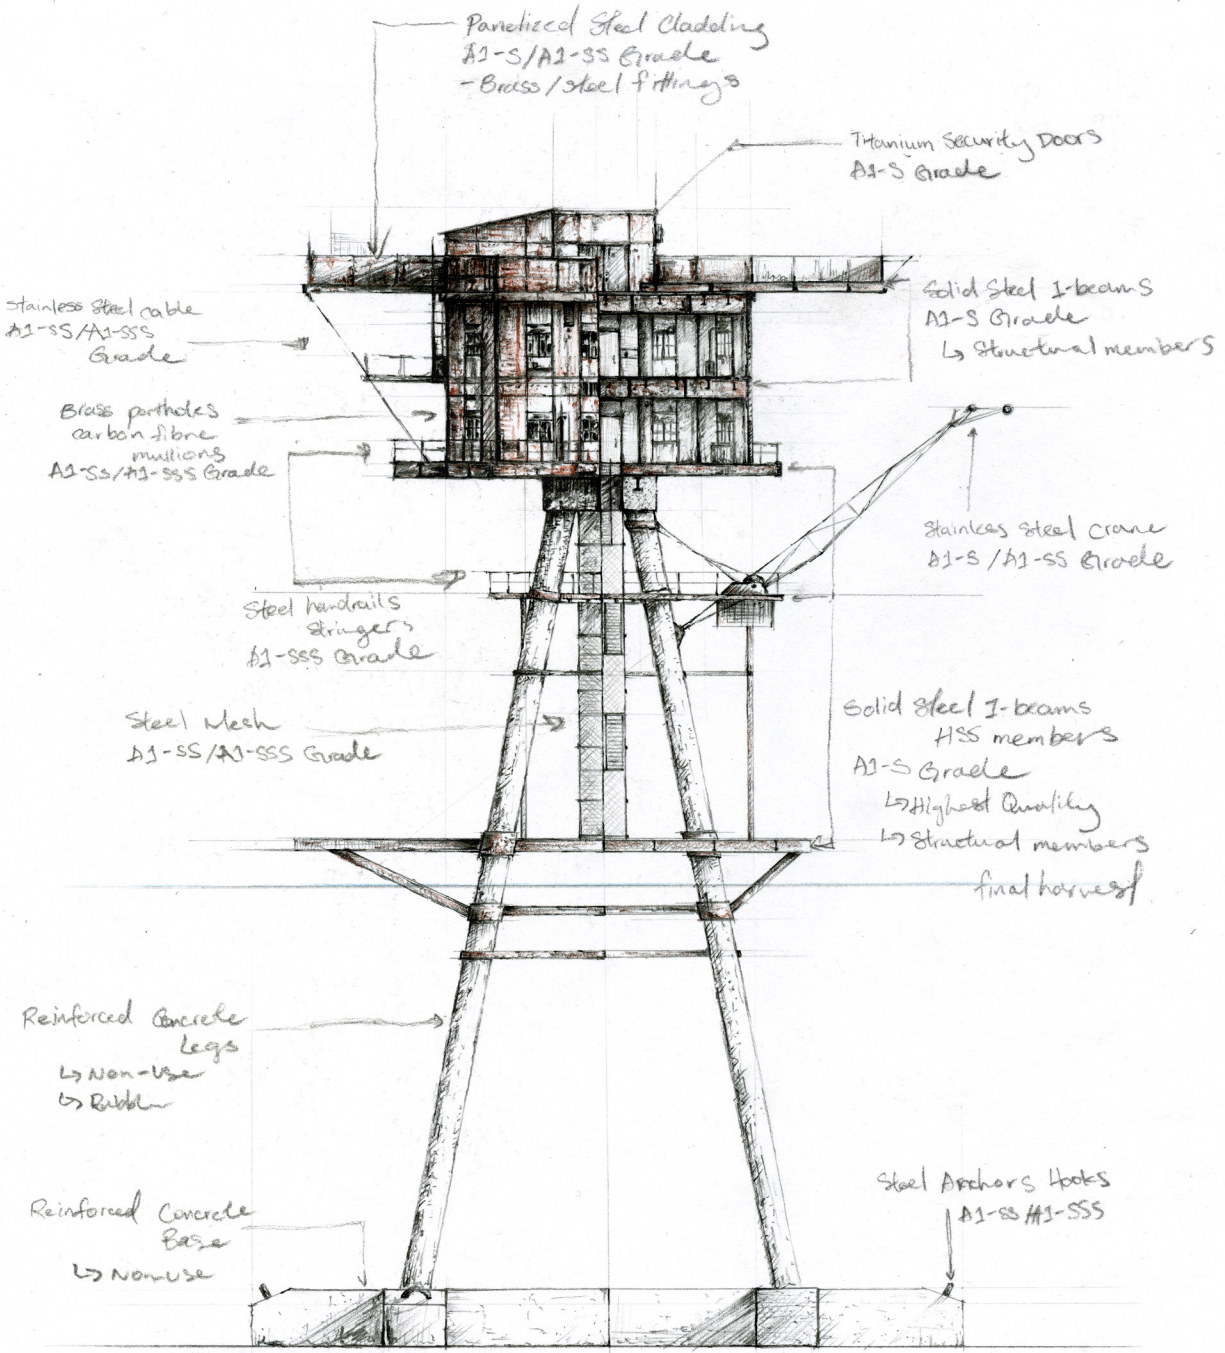 Panelized Steel Cladding
A1-S/A1-SS Grade
- Brass/steel fittings
Titanium Security Doors
A1-S Grade
Solid Steel I-beams
A1-S Grade
↳ Structural members
Stainless Steel cable
A1-SS/A1-SSS
Grade
Brass portholes
carbon fibre
mullions
A1-SS/A1-SSS Grade
Stainless Steel Crane
A1-S/A1-SS Grade
Steel handrails
Stringers
A1-SSS Grade
Steel Mesh
A1-SS/A1-SSS Grade
Solid Steel I-beams
HSS members
A1-S Grade
↳ Highest Quality
↳ Structural members
final harvest
Reinforced Concrete
Legs
↳ Non-use
↳ Rubble
Steel Anchors Hooks
A1-SS/A1-SSS
Reinforced Concrete
Base
↳ Non-use